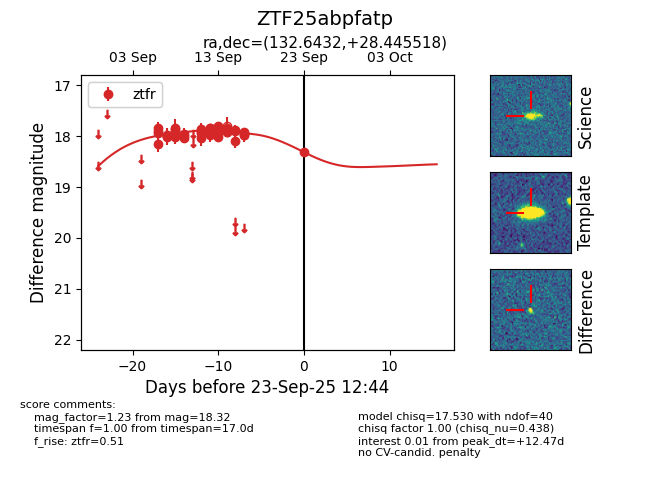 ZTF25abpfatp
ra,dec=(132.6432,+28.445518)
03 Sep 13 Sep 23 Sep 03 Oct
ztfr
17
18
19
20
21
22
Difference magnitude
−20 −10 0 10
Days before 23-Sep-25 12:44
Science
Template
Difference
score comments:
mag_factor=1.23 from mag=18.32
timespan f=1.00 from timespan=17.0d
f_rise: ztfr=0.51
model chisq=17.530 with ndof=40
chisq factor 1.00 (chisq_nu=0.438)
interest 0.01 from peak_dt=+12.47d
no CV-candid. penalty